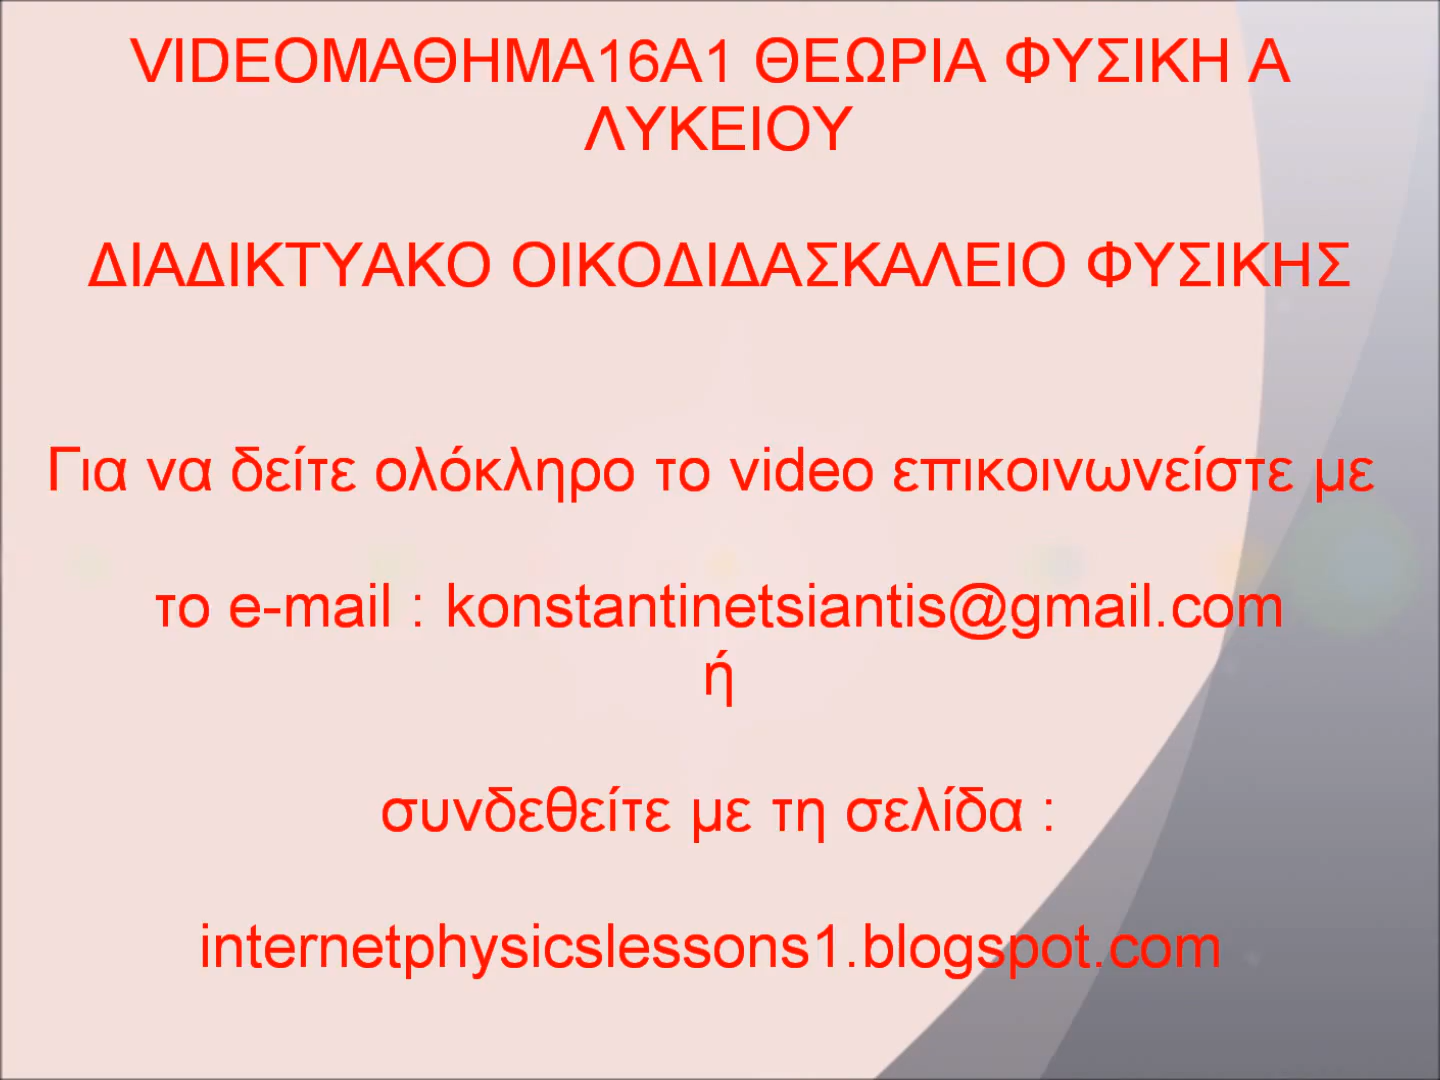 VIDEOΜΑΘΗΜΑ16Α1 ΘΕΩΡΙΑ ΦΥΣΙΚΗ Α
ΛΥΚΕΙΟΥ
ΔΙΑΔΙΚΤΥΑΚΟ ΟΙΚΟΔΙΔΑΣΚΑΛΕΙΟ ΦΥΣΙΚΗΣ
Για να δείτε ολόκληρο το video επικοινωνείστε με
το e-mail : konstantinetsiantis@gmail.com
ή
συνδεθείτε με τη σελίδα :
internetphysicslessons1.blogspot.com